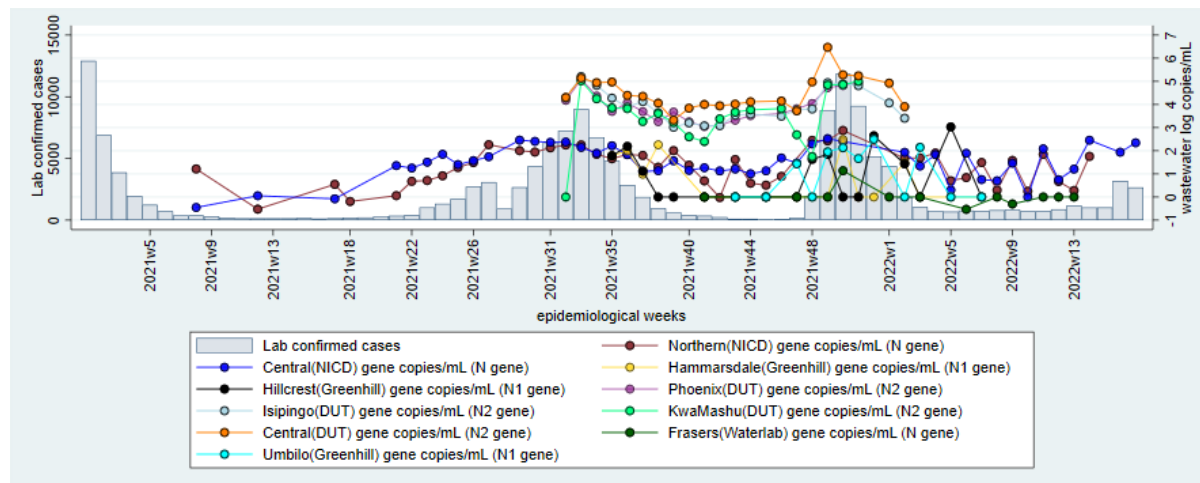 15000
10000
5000
0
Lab confirmed cases
7
6
5
4
3
2
1
0
-1
wastewater log copies/mL
2021w5
2021w9
2021w13
2021w18
2021w22
2021w26
2021w31
2021w35
2021w40
2021w44
2021w48
2022w1
2022w5
2022w9
2022w13
epidemiological weeks
Lab confirmed cases
Northern(NICD) gene copies/mL (N gene)
Central(NICD) gene copies/mL (N gene)
Hammarsdale(Greenhill) gene copies/mL (N1 gene)
Hillcrest(Greenhill) gene copies/mL (N1 gene)
Phoenix(DUT) gene copies/mL (N2 gene)
Isipingo(DUT) gene copies/mL (N2 gene)
KwaMashu(DUT) gene copies/mL (N2 gene)
Central(DUT) gene copies/mL (N2 gene)
Frasers(Waterlab) gene copies/mL (N gene)
Umbilo(Greenhill) gene copies/mL (N1 gene)